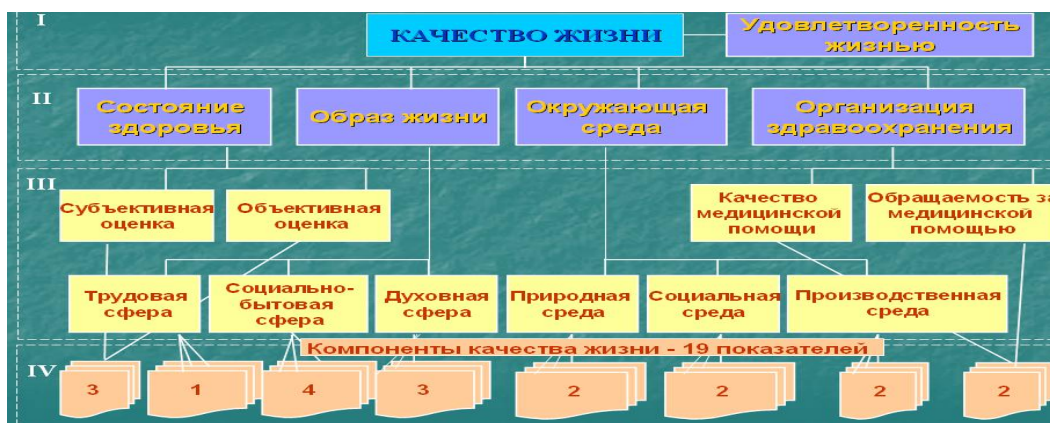 I
КАЧЕСТВО ЖИЗНИ
Удовлетворенность
жизнью
II
Состояние
здоровья
Образ жизни
Окружающая
среда
Организация
здравоохранения
III
Субъективная
оценка
Объективная
оценка
Качество
медицинской
помощи
Обращаемость за
медицинской
помощью
Трудовая
сфера
Социально-
бытовая
сфера
Духовная
сфера
Природная
среда
Социальная
среда
Производственная
среда
Компоненты качества жизни - 19 показателей
IV
3
1
4
3
2
2
2
2